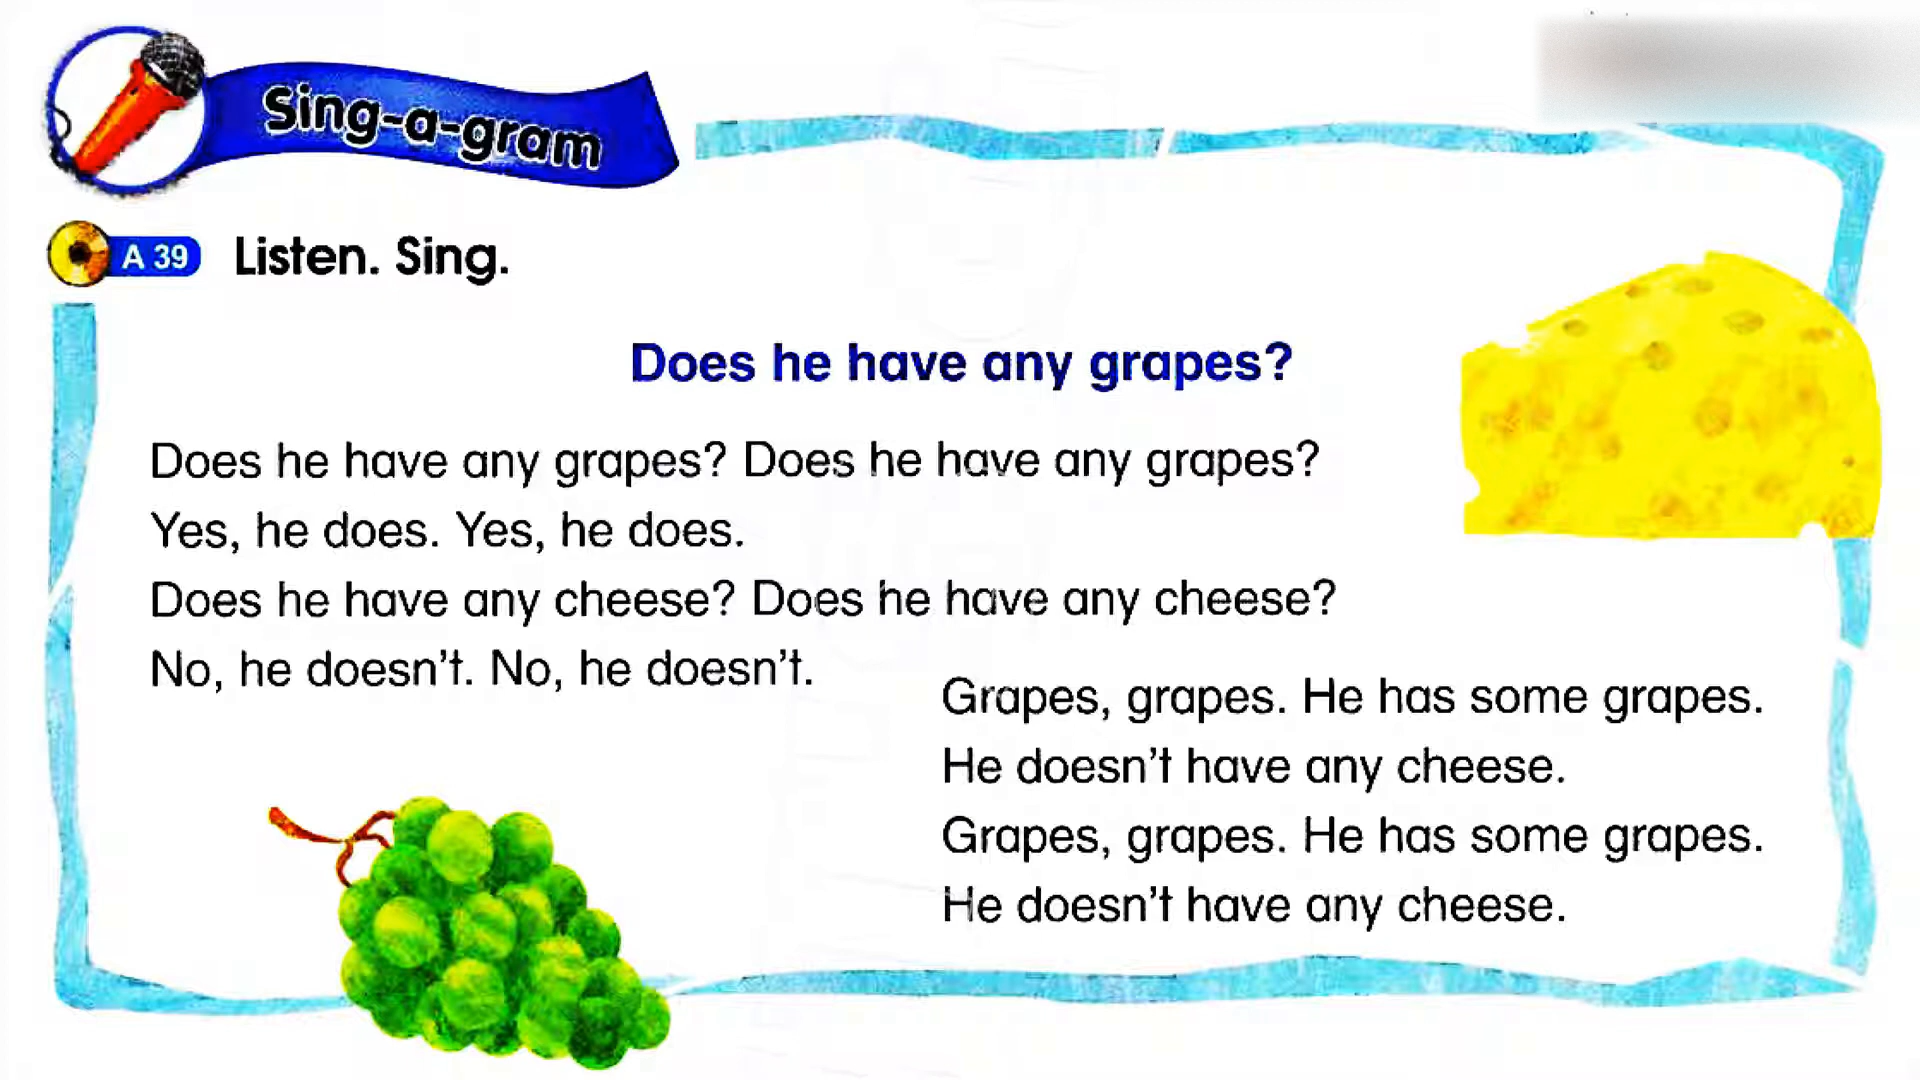 Sing-a-gram
A 39
Listen. Sing.
Does he have any grapes?
Does he have any grapes? Does he have any grapes?
Yes, he does. Yes, he does.
Does he have any cheese? Does he have any cheese?
No, he doesn't. No, he doesn't.
Grapes, grapes. He has some grapes.
He doesn't have any cheese.
Grapes, grapes. He has some grapes.
He doesn't have any cheese.